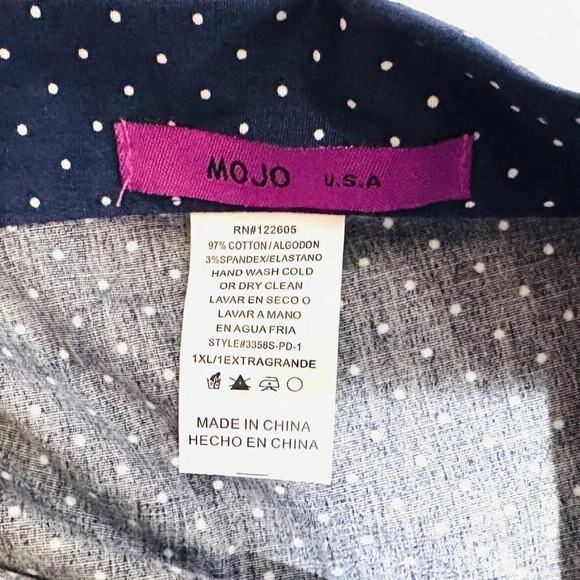 MOJO U.S.A
RN#122605
97% COTTON/ALGODON
3%SPANDEX/ELASTANO
HAND WASH COLD
OR DRY CLEAN
LAVAR EN SECO O
LAVAR A MANO
EN AGUA FRIA
STYLE#3358S-PD-1
1XL/1EXTRAGRANDE
MADE IN CHINA
HECHO EN CHINA